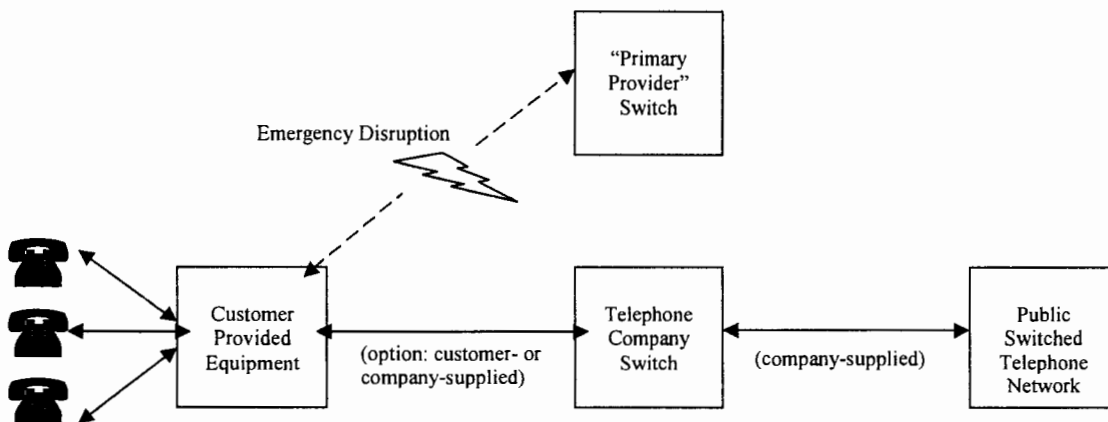 “Primary
Provider”
Switch
Emergency Disruption
Customer
Provided
Equipment
(option: customer- or
company-supplied)
Telephone
Company
Switch
(company-supplied)
Public
Switched
Telephone
Network